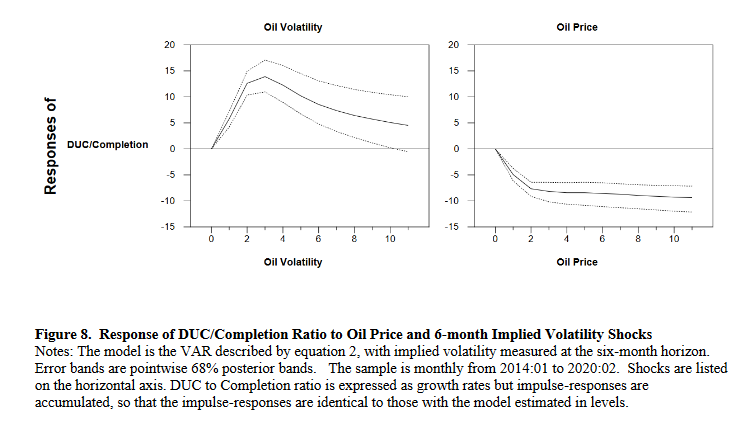 Oil Volatility
Oil Price
20
15
10
5
0
-5
-10
-15
0 2 4 6 8 10
20
15
10
5
0
-5
-10
-15
0 2 4 6 8 10
Responses of
DUC/Completion
Oil Volatility
Oil Price
Figure 8. Response of DUC/Completion Ratio to Oil Price and 6-month Implied Volatility Shocks
Notes: The model is the VAR described by equation 2, with implied volatility measured at the six-month horizon.
Error bands are pointwise 68% posterior bands. The sample is monthly from 2014:01 to 2020:02. Shocks are listed
on the horizontal axis. DUC to Completion ratio is expressed as growth rates but impulse-responses are
accumulated, so that the impulse-responses are identical to those with the model estimated in levels.